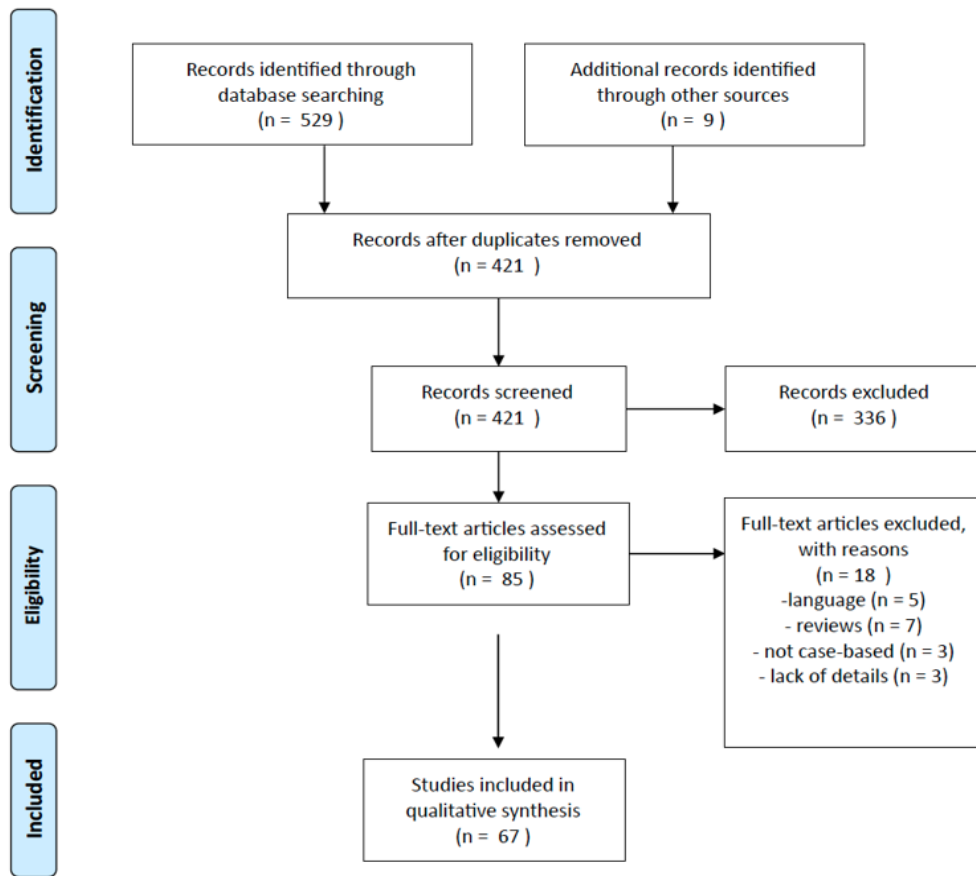 Identification
Records identified through
database searching
(n = 529 )
Additional records identified
through other sources
(n = 9 )
Records after duplicates removed
(n = 421 )
Screening
Records screened
(n = 421 )
Records excluded
(n = 336 )
Eligibility
Full-text articles assessed
for eligibility
(n = 85 )
Full-text articles excluded,
with reasons
(n = 18 )
-language (n = 5)
- reviews (n = 7)
- not case-based (n = 3)
- lack of details (n = 3)
Included
Studies included in
qualitative synthesis
(n = 67 )